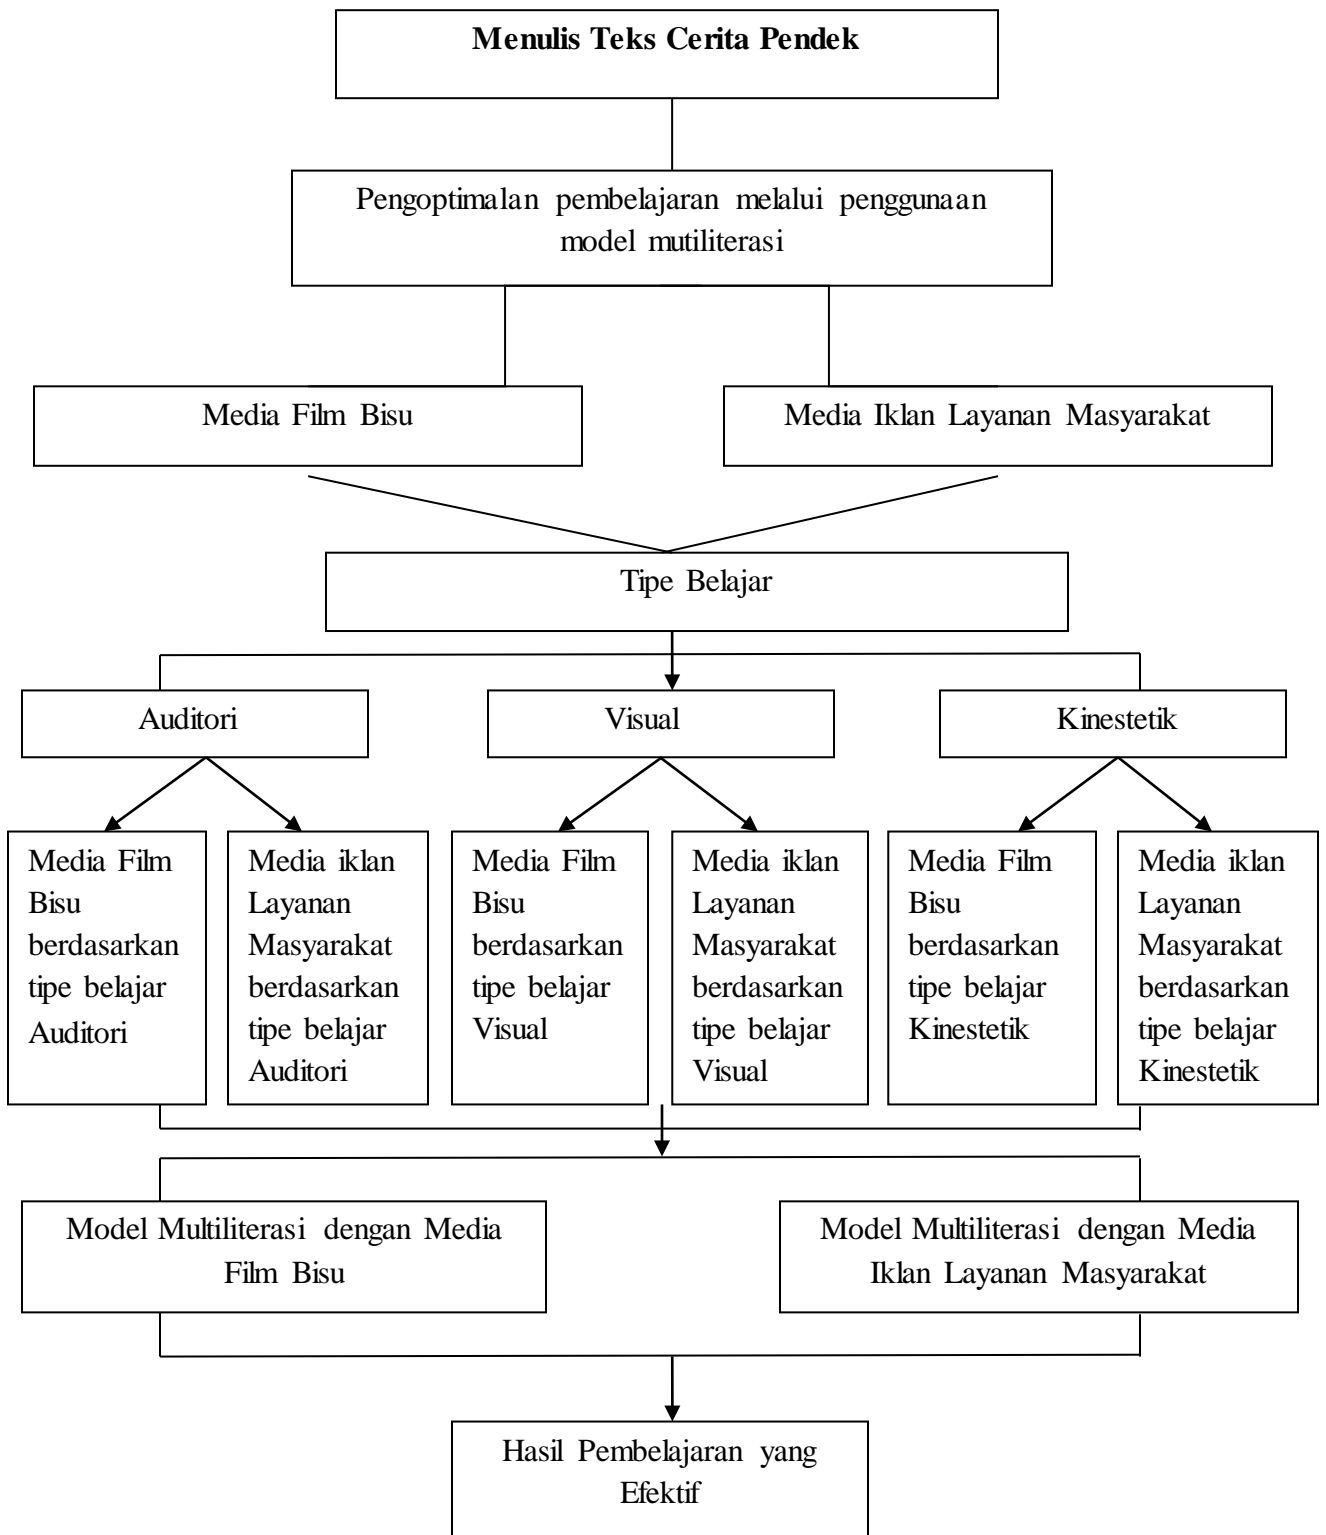 Menulis Teks Cerita Pendek
Pengoptimalan pembelajaran melalui penggunaan
model mutiliterasi
Media Film Bisu
Media Iklan Layanan Masyarakat
Tipe Belajar
Auditori
Visual
Kinestetik
Media Film
Bisu
berdasarkan
tipe belajar
Auditori
Media iklan
Layanan
Masyarakat
berdasarkan
tipe belajar
Auditori
Media Film
Bisu
berdasarkan
tipe belajar
Visual
Media iklan
Layanan
Masyarakat
berdasarkan
tipe belajar
Visual
Media Film
Bisu
berdasarkan
tipe belajar
Kinestetik
Media iklan
Layanan
Masyarakat
berdasarkan
tipe belajar
Kinestetik
Model Multiliterasi dengan Media
Film Bisu
Model Multiliterasi dengan Media
Iklan Layanan Masyarakat
Hasil Pembelajaran yang
Efektif